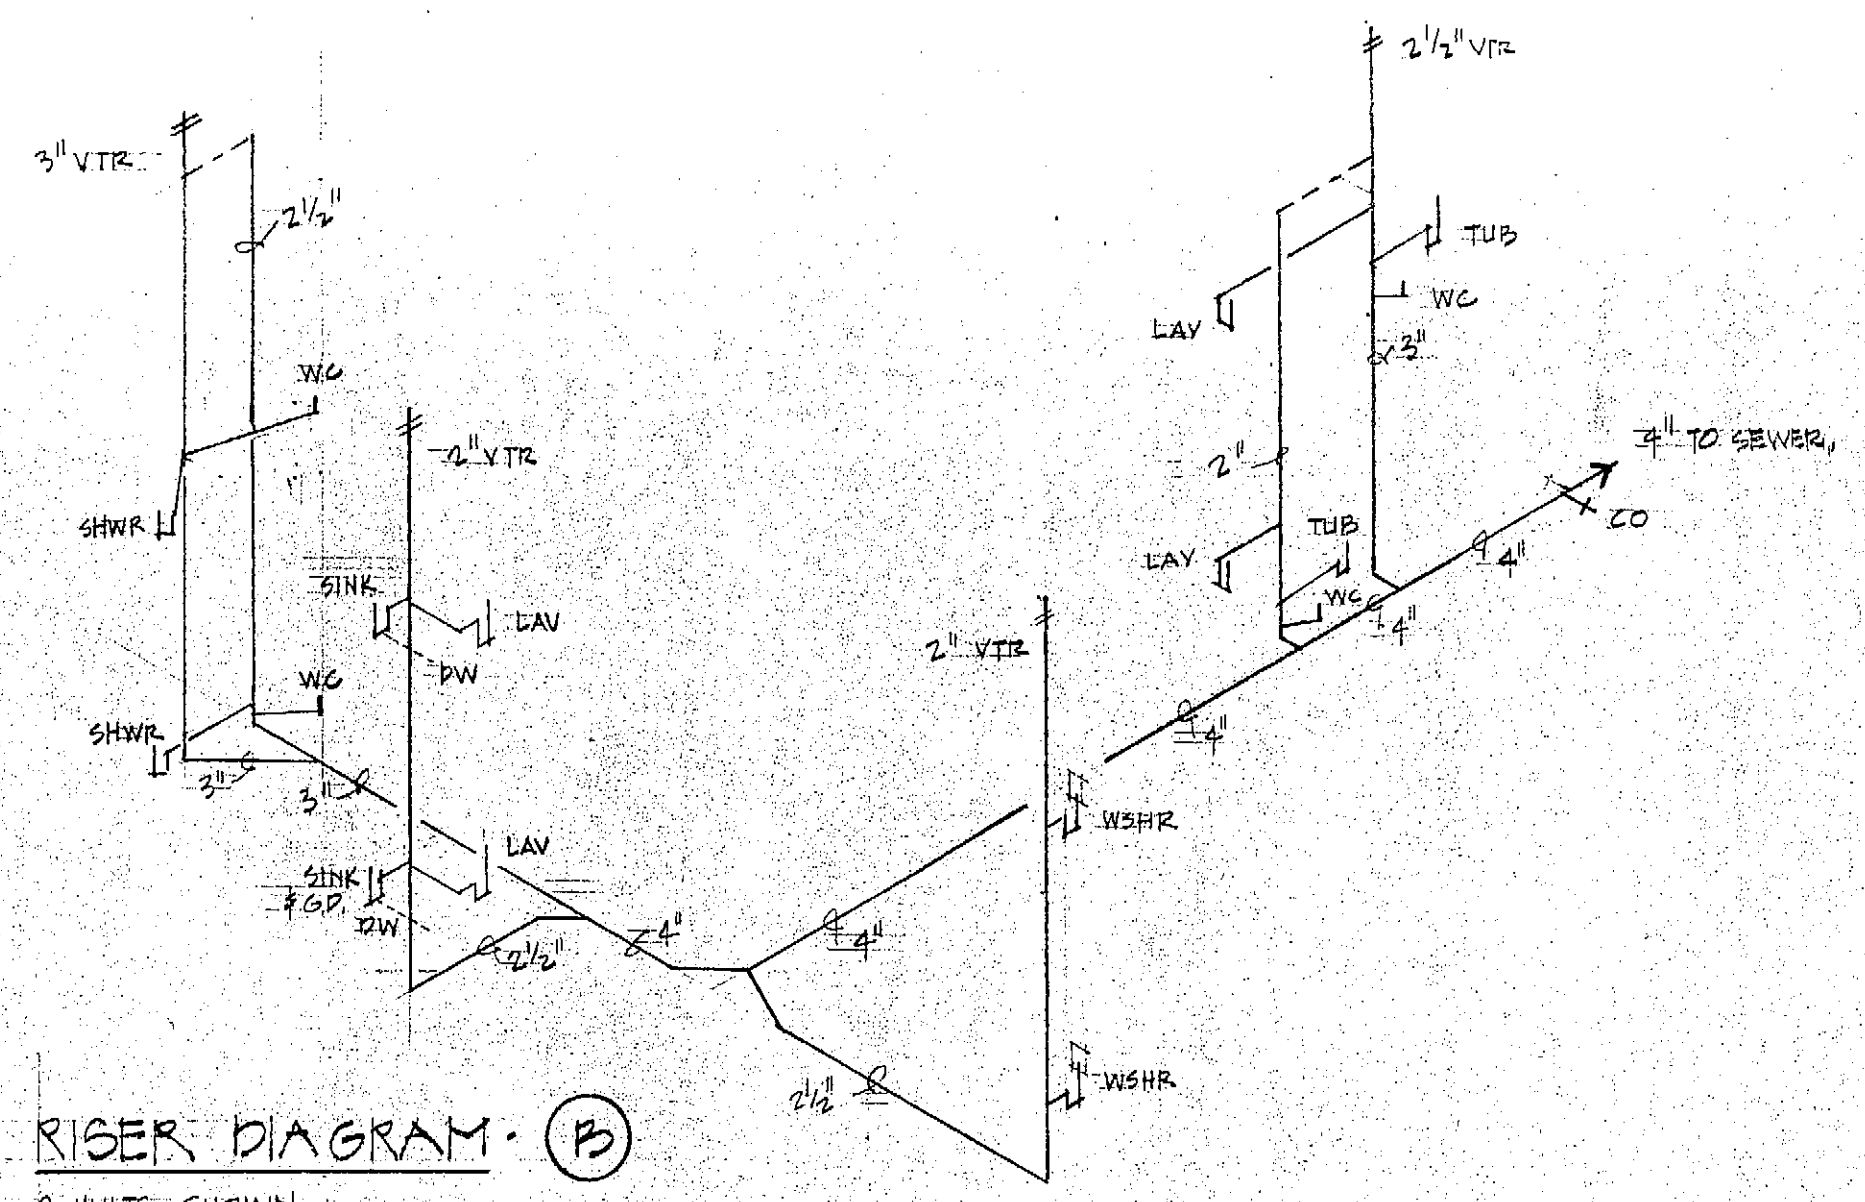 2 1/2" VTR
3" VTR
2 1/2"
TUB
WC
LAV
3"
WC
2" VTR
4" TO SEWER
2"
CO
SHWR
TUB
LAV
4"
SINK
WC
LAV
4"
DW
2" VTR
WC
SHWR
4"
3"
3"
WSHR
LAV
SINK
& G.D.
DW
4"
4"
2 1/2"
WSHR
2 1/2"
RISER DIAGRAM · B